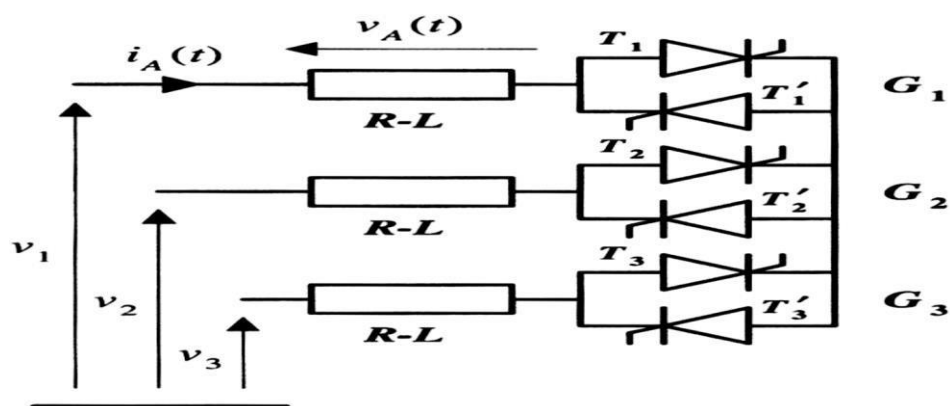 v_A(t)
i_A(t)
T_1
G_1
R-L
T'_1
T_2
G_2
R-L
T'_2
v_1
T_3
v_2
G_3
R-L
T'_3
v_3